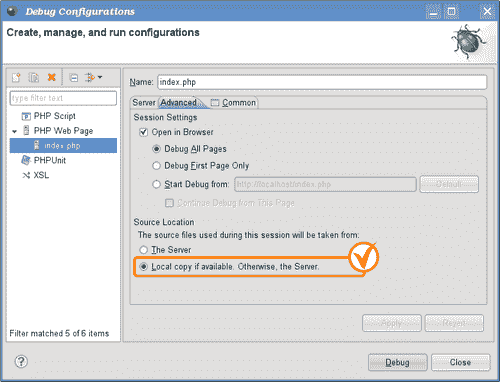 Debug Configurations
Create, manage, and run configurations
type filter text
PHP Script
PHP Web Page
index.php
PHPUnit
XSL
Filter matched 5 of 6 items
Name: index.php
Server Advanced Common
Session Settings
Open in Browser
Debug All Pages
Debug First Page Only
Start Debug from: http://localhost/index.php Default
Continue Debug from This Page
Source Location
The source files used during this session will be taken from:
The Server
Local copy if available. Otherwise, the Server.
Apply Revert
? Debug Close